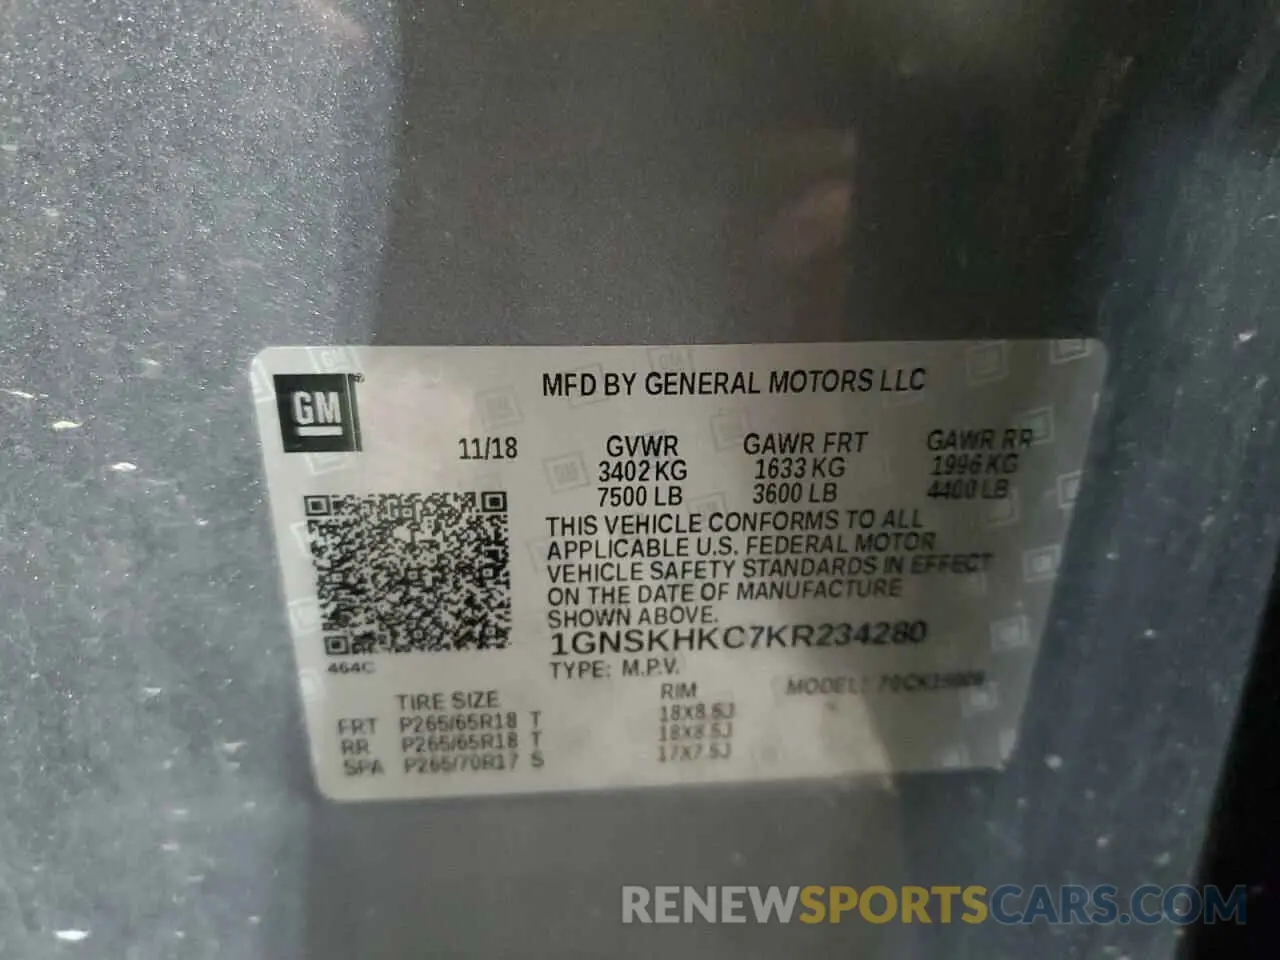 GM
MFD BY GENERAL MOTORS LLC
11/18 GVWR GAWR FRT GAWR RR
3402 KG 1633 KG 1996 KG
7500 LB 3600 LB 4400 LB
THIS VEHICLE CONFORMS TO ALL
APPLICABLE U.S. FEDERAL MOTOR
VEHICLE SAFETY STANDARDS IN EFFECT
ON THE DATE OF MANUFACTURE
SHOWN ABOVE.
1GNSKHKC7KR234280
464C
TYPE: M.P.V.
MODEL:
TIRE SIZE RIM
FRT P265/65R18 T 18X8.5J
RR P265/65R18 T 18X8.5J
SPA P265/70R17 S 17X7.5J
RENEWSPORTSCARS.COM